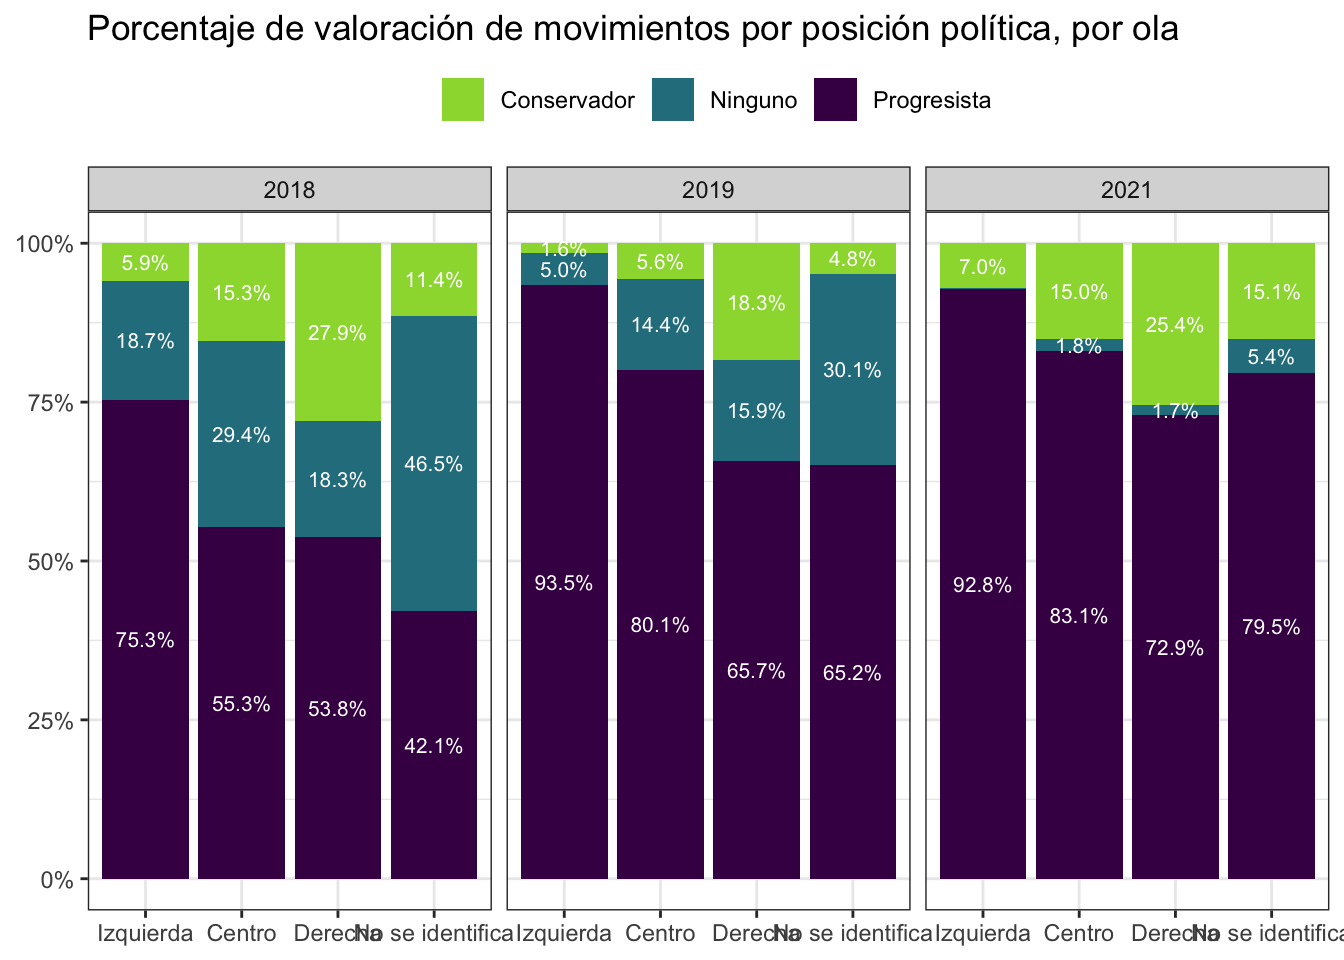 Porcentaje de valoración de movimientos por posición política, por ola
Conservador Ninguno Progresista
2018 2019 2021
100%
75%
50%
25%
0%
5.9% 15.3% 27.9% 11.4%
18.7% 29.4% 18.3% 46.5%
75.3% 55.3% 53.8% 42.1%
1.6% 5.6% 18.3% 4.8%
5.0% 14.4% 15.9% 30.1%
93.5% 80.1% 65.7% 65.2%
7.0% 15.0% 25.4% 15.1%
1.8% 1.7% 5.4%
92.8% 83.1% 72.9% 79.5%
Izquierda Centro Derecha No se identifica Izquierda Centro Derecha No se identifica Izquierda Centro Derecha No se identifica